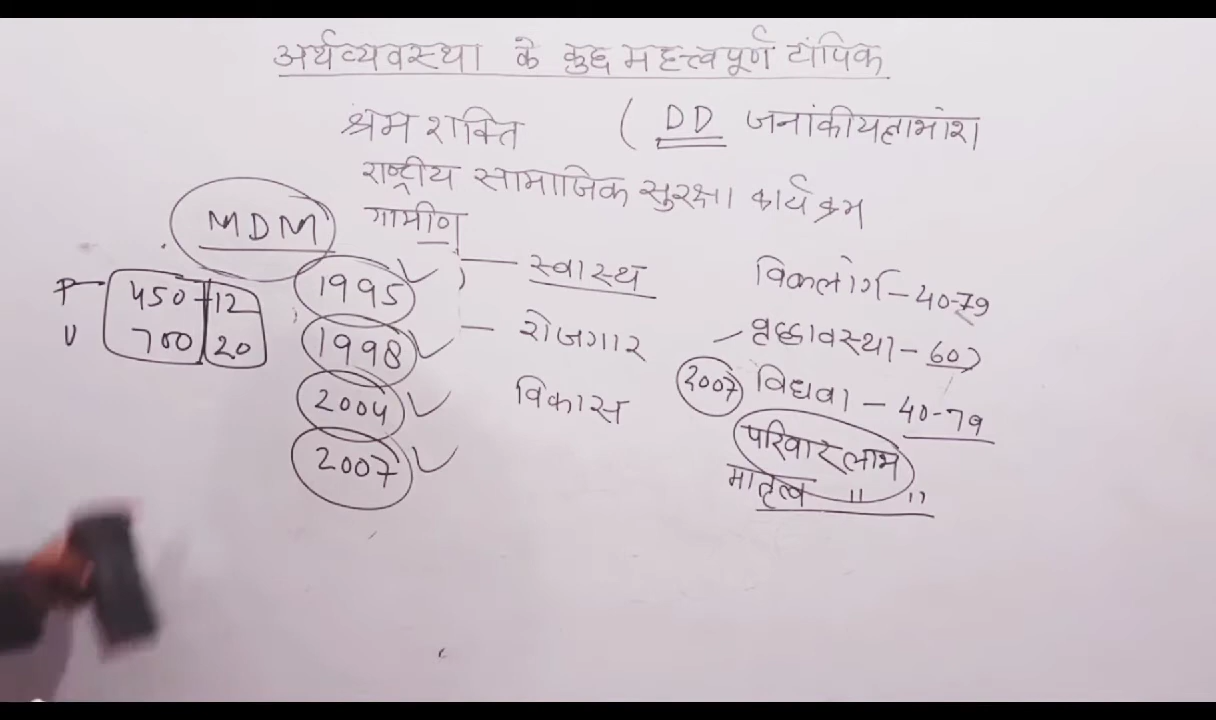 अर्थव्यवस्था के कुछ महत्त्वपूर्ण टॉपिक
श्रम शक्ति ( DD जनांकीयलाभांश )
राष्ट्रीय सामाजिक सुरक्षा कार्यक्रम
MDM
P 450 12
U 700 20
गामीण
1995
1998
2004
2007
स्वास्थ
रोजगार
विकास
विकलांग - 40-79
वृद्धावस्था - 60
2007 विधवा - 40-79
परिवार लाभ
मातृत्व " "